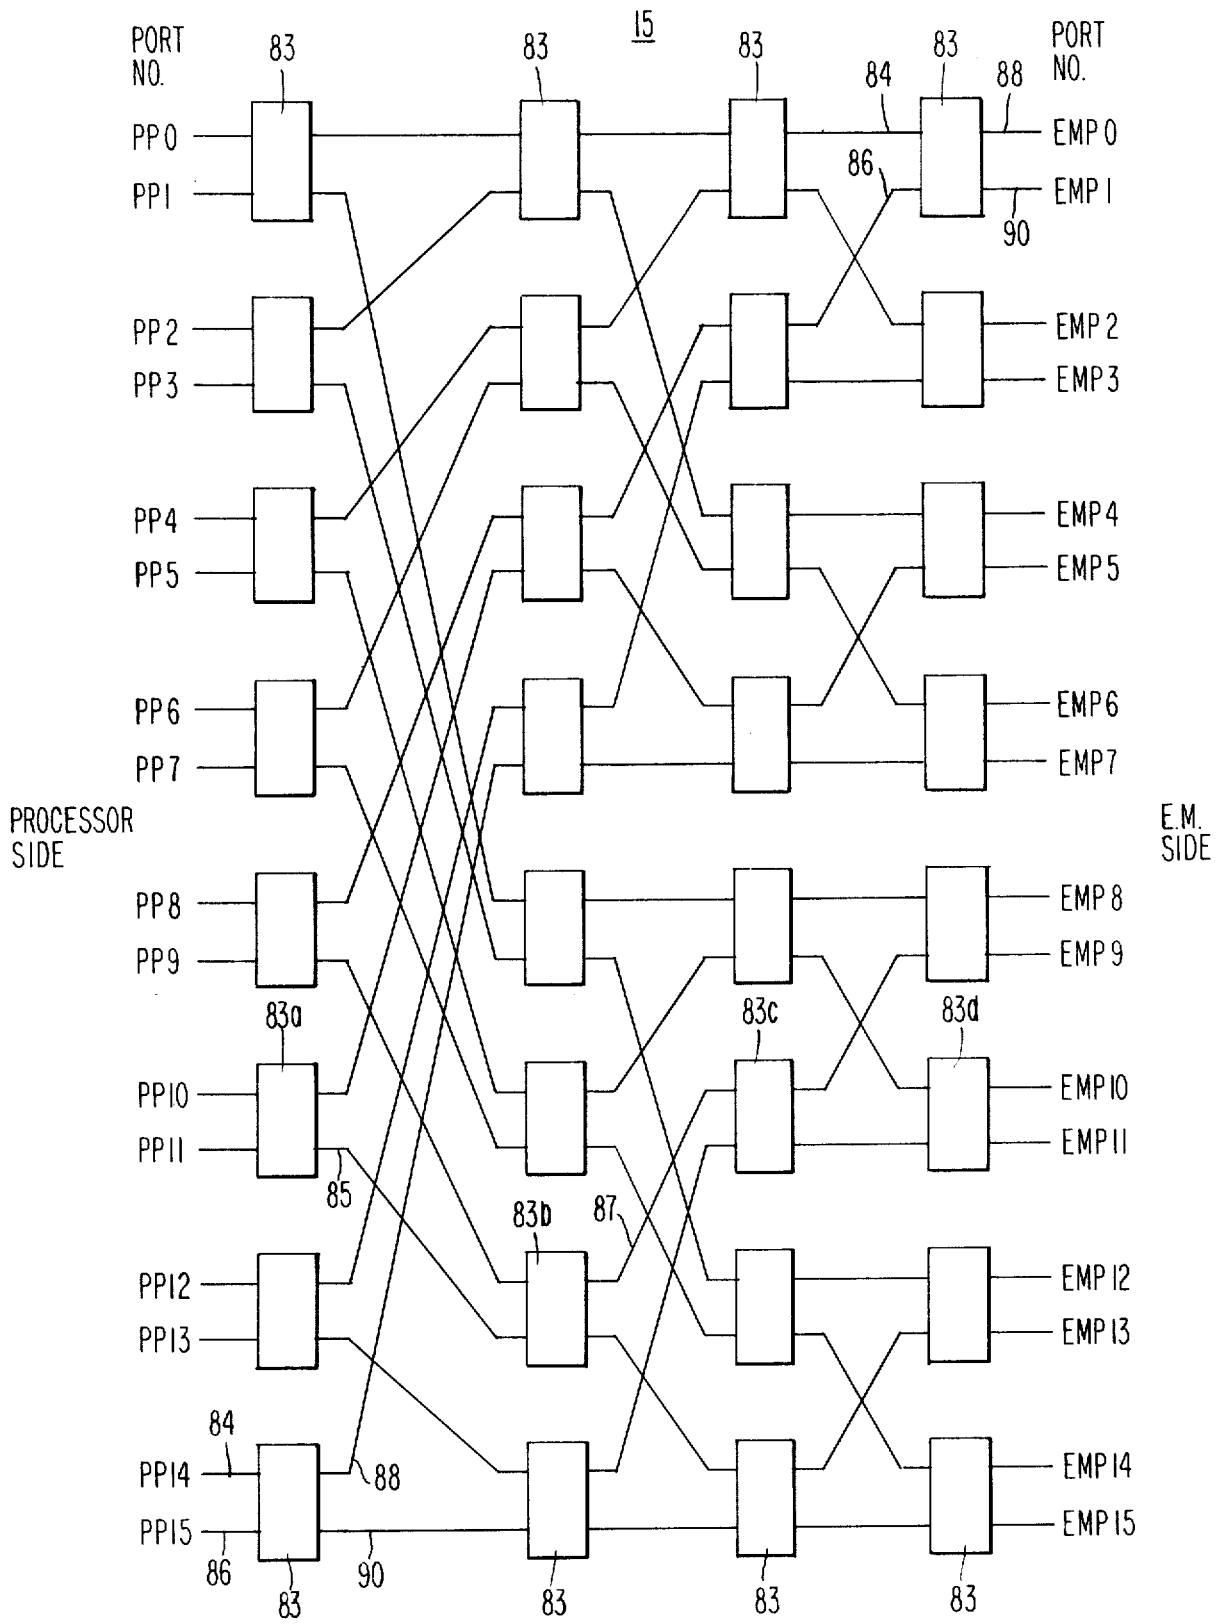 15
PORT
NO.
83
83
83
83
PORT
NO.
84
88
PP0
EMP0
86
PP1
EMP1
90
PP2
EMP2
PP3
EMP3
PP4
EMP4
PP5
EMP5
PP6
EMP6
PP7
EMP7
PROCESSOR
SIDE
E.M.
SIDE
PP8
EMP8
PP9
EMP9
83a
83c
83d
PP10
EMP10
PP11
EMP11
85
83b
87
PP12
EMP12
PP13
EMP13
84
PP14
88
EMP14
PP15
EMP15
86
83
90
83
83
83